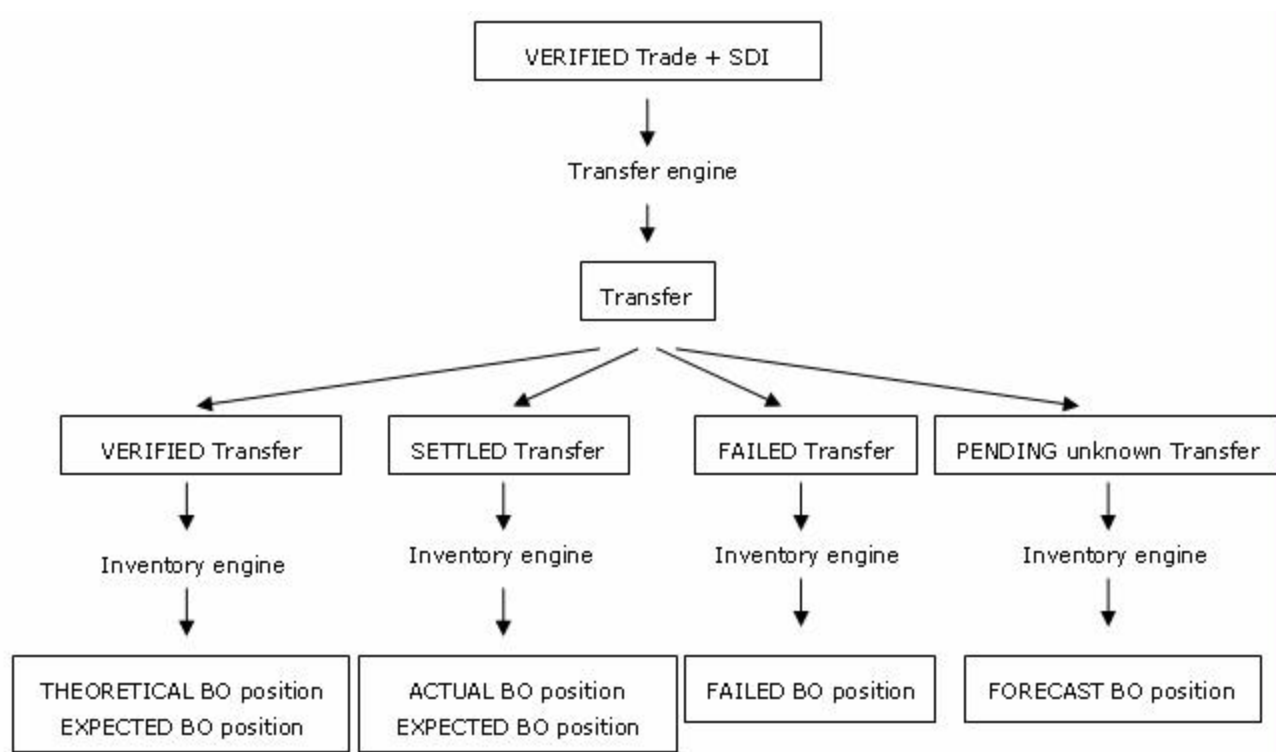 VERIFIED Trade + SDI
Transfer engine
Transfer
VERIFIED Transfer
SETTLED Transfer
FAILED Transfer
PENDING unknown Transfer
Inventory engine
Inventory engine
Inventory engine
Inventory engine
THEORETICAL BO position
EXPECTED BO position
ACTUAL BO position
EXPECTED BO position
FAILED BO position
FORECAST BO position